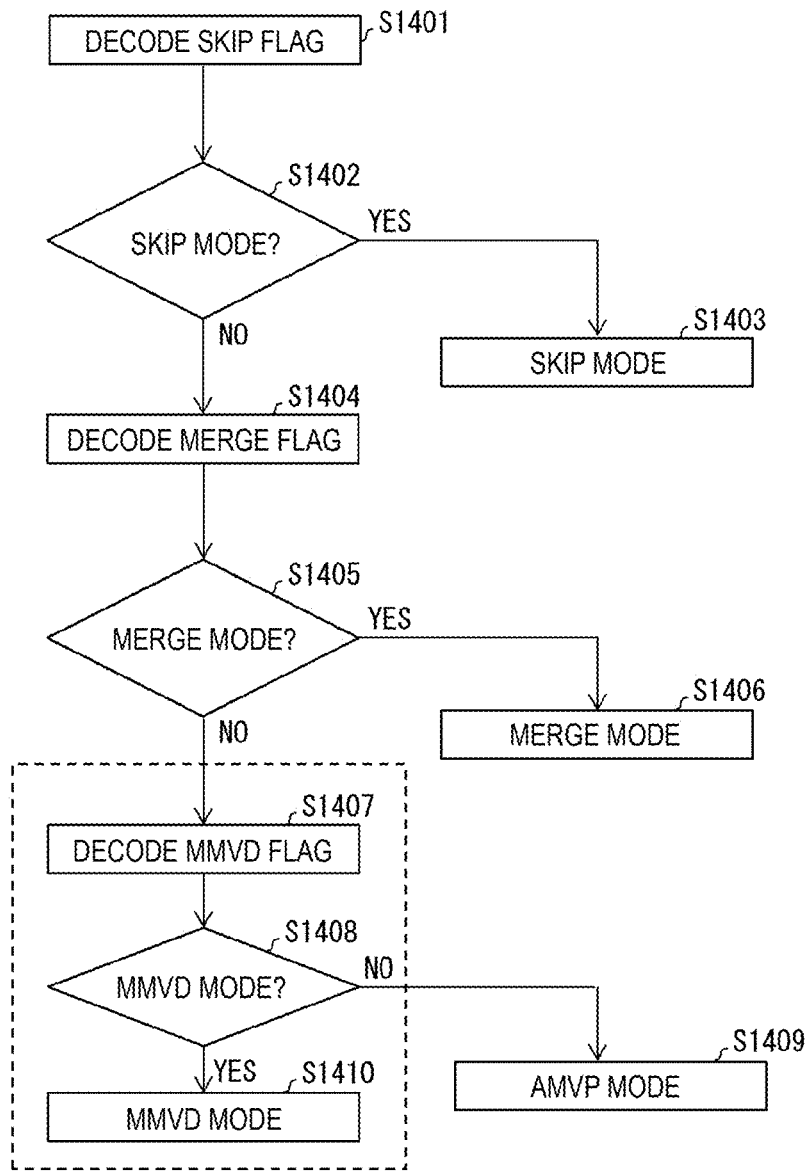 DECODE SKIP FLAG
S1401
S1402
SKIP MODE?
YES
NO
S1403
SKIP MODE
S1404
DECODE MERGE FLAG
S1405
MERGE MODE?
YES
NO
S1406
MERGE MODE
S1407
DECODE MMVD FLAG
S1408
MMVD MODE?
NO
YES
S1409
AMVP MODE
S1410
MMVD MODE